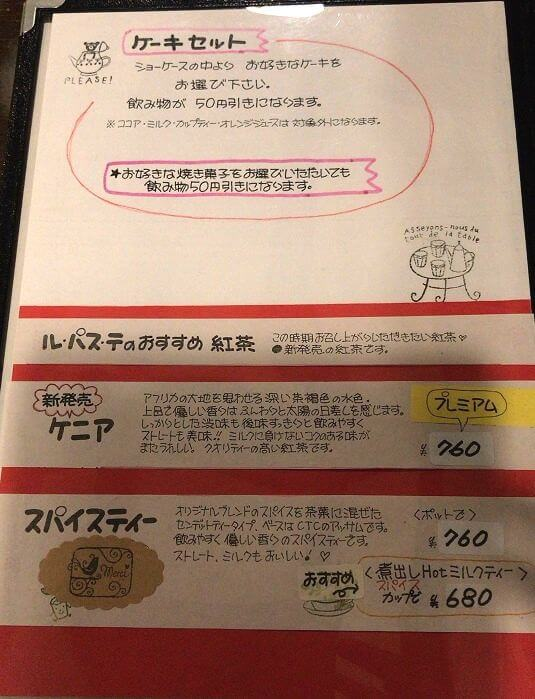 PLEASE!
ケーキセット
ショーケースの中より お好きなケーキを
お選び下さい。
飲み物が 50円引きになります。
※ココア・ミルク・カップティー・オレンジジュースは 対象外になります。
★お好きな焼き菓子をお選びいただいても
飲み物50円引きになります。
Asseyons-nous du
tour de la table
ル・パス・テのおすすめ 紅茶
この時期お召し上がりいただきたい紅茶♡
●新発売の紅茶です。
新発売
ケニア
アフリカの大地を思わせる深い茶褐色の水色。
上品で優しい香りはふんわりと太陽の日差しを感じます。
しっかりとした渋味も後味すっきりと飲みやすく
ストレートも美味!! ミルクに負けないコクのある味が
またうれしい。クオリティーの高い紅茶です。
プレミアム
¥760
スパイスティー
オリジナルブレンドのスパイスを茶葉に混ぜた
センテッドティータイプ。ベースはCTCのアッサムです。
飲みやすく優しい香りのスパイスティーです。
ストレート、ミルクもおいしい! ♡
<ポットで>
¥760
Merci
おすすめ
<煮出しHotミルクティー>
スパイス
カップで ¥680